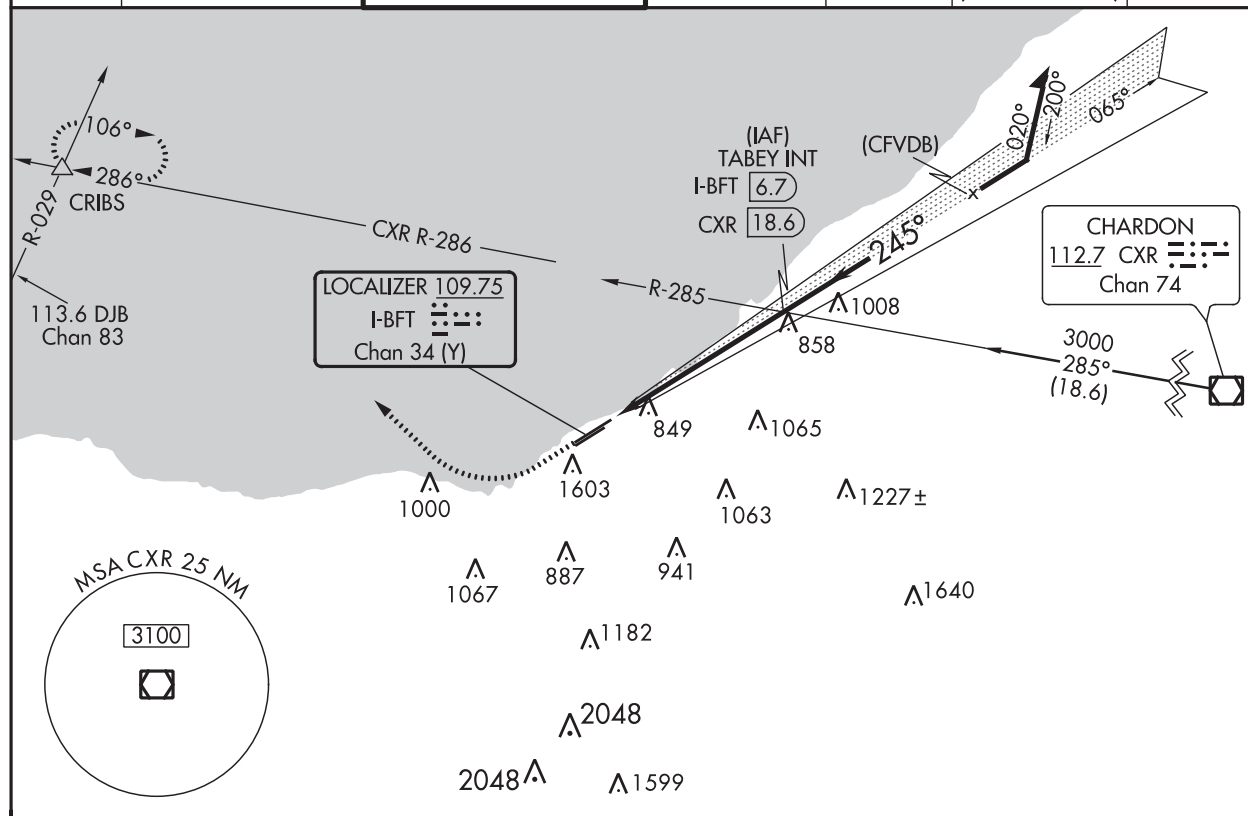 106°
286°
CRIBS
R-029
CXR R-286
113.6 DJB
Chan 83
LOCALIZER 109.75
I-BFT
Chan 34 (Y)
(IAF)
TABEY INT
I-BFT 6.7
CXR 18.6
(CFVDB)
020°
200°
065°
245°
R-285
CHARDON
112.7 CXR
Chan 74
3000
285°
(18.6)
1008
858
849
1065
1603
1000
1063
1227±
1067
887
941
1640
1182
2048
2048
1599
MSA CXR 25 NM
3100